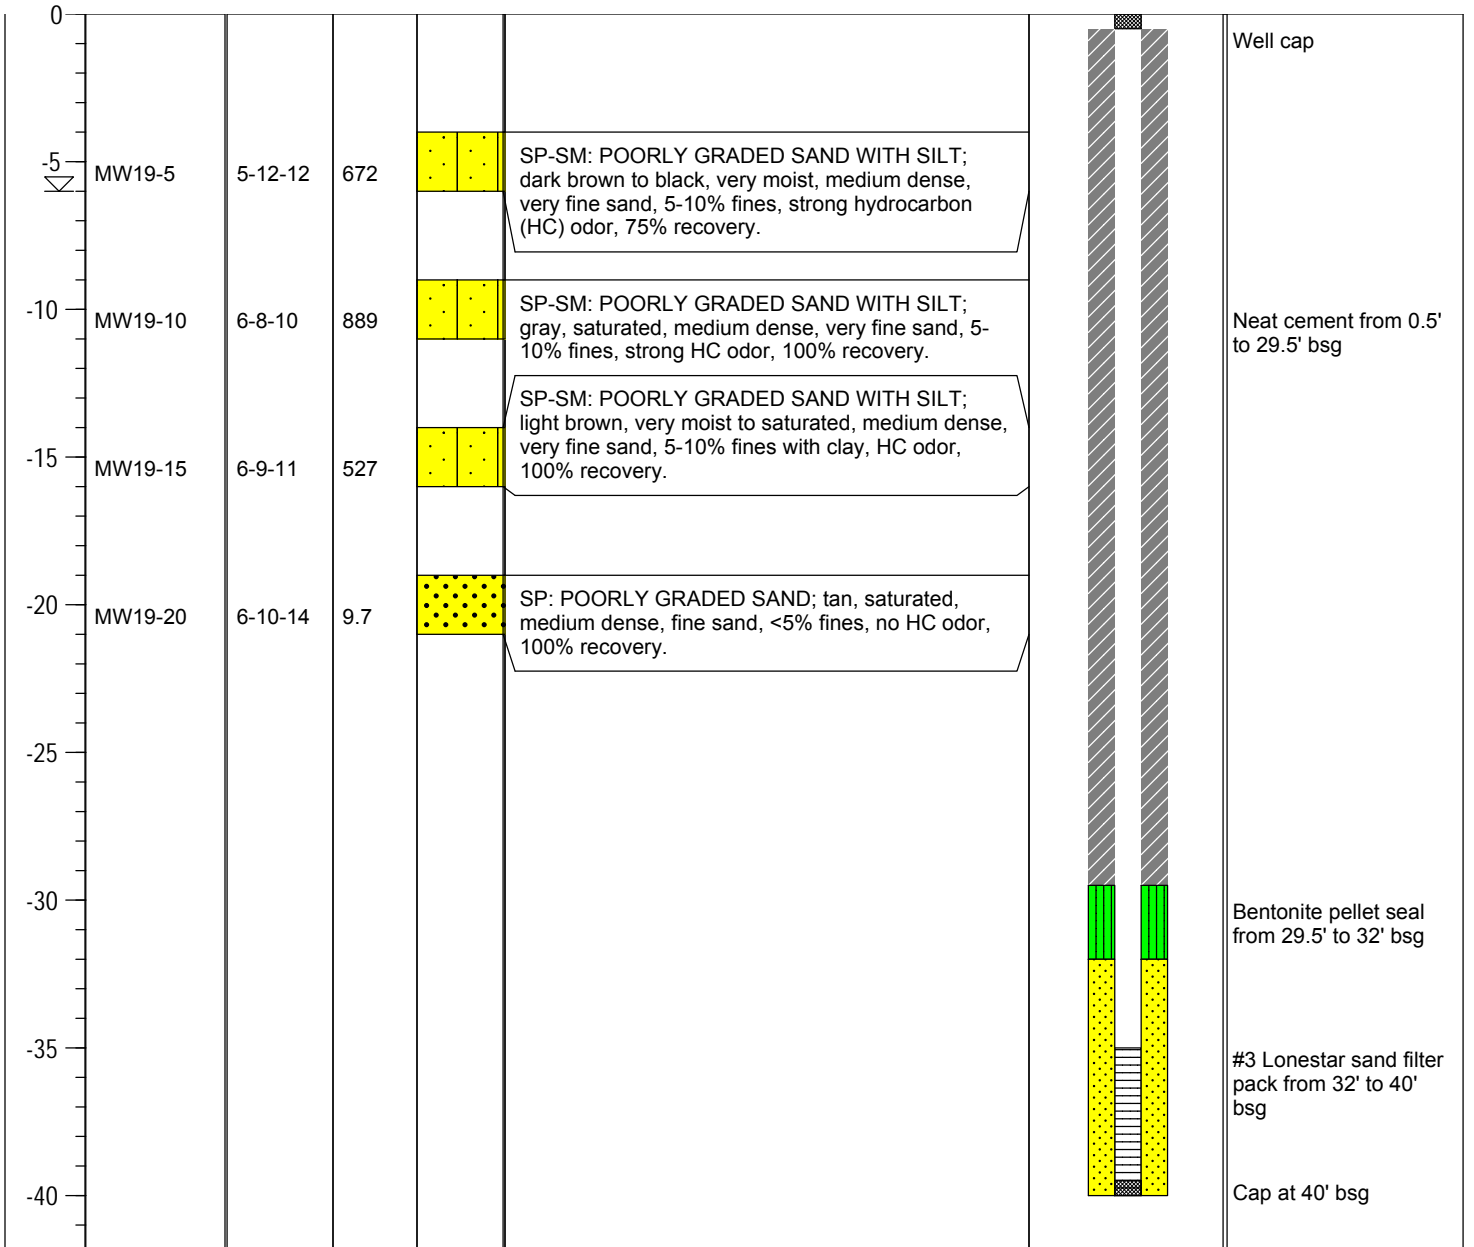 0
Well cap
-5
MW19-5
5-12-12
672
SP-SM: POORLY GRADED SAND WITH SILT;
dark brown to black, very moist, medium dense,
very fine sand, 5-10% fines, strong hydrocarbon
(HC) odor, 75% recovery.
-10
MW19-10
6-8-10
889
SP-SM: POORLY GRADED SAND WITH SILT;
gray, saturated, medium dense, very fine sand, 5-
10% fines, strong HC odor, 100% recovery.
Neat cement from 0.5'
to 29.5' bsg
-15
MW19-15
6-9-11
527
SP-SM: POORLY GRADED SAND WITH SILT;
light brown, very moist to saturated, medium dense,
very fine sand, 5-10% fines with clay, HC odor,
100% recovery.
-20
MW19-20
6-10-14
9.7
SP: POORLY GRADED SAND; tan, saturated,
medium dense, fine sand, <5% fines, no HC odor,
100% recovery.
-25
-30
Bentonite pellet seal
from 29.5' to 32' bsg
-35
#3 Lonestar sand filter
pack from 32' to 40'
bsg
-40
Cap at 40' bsg